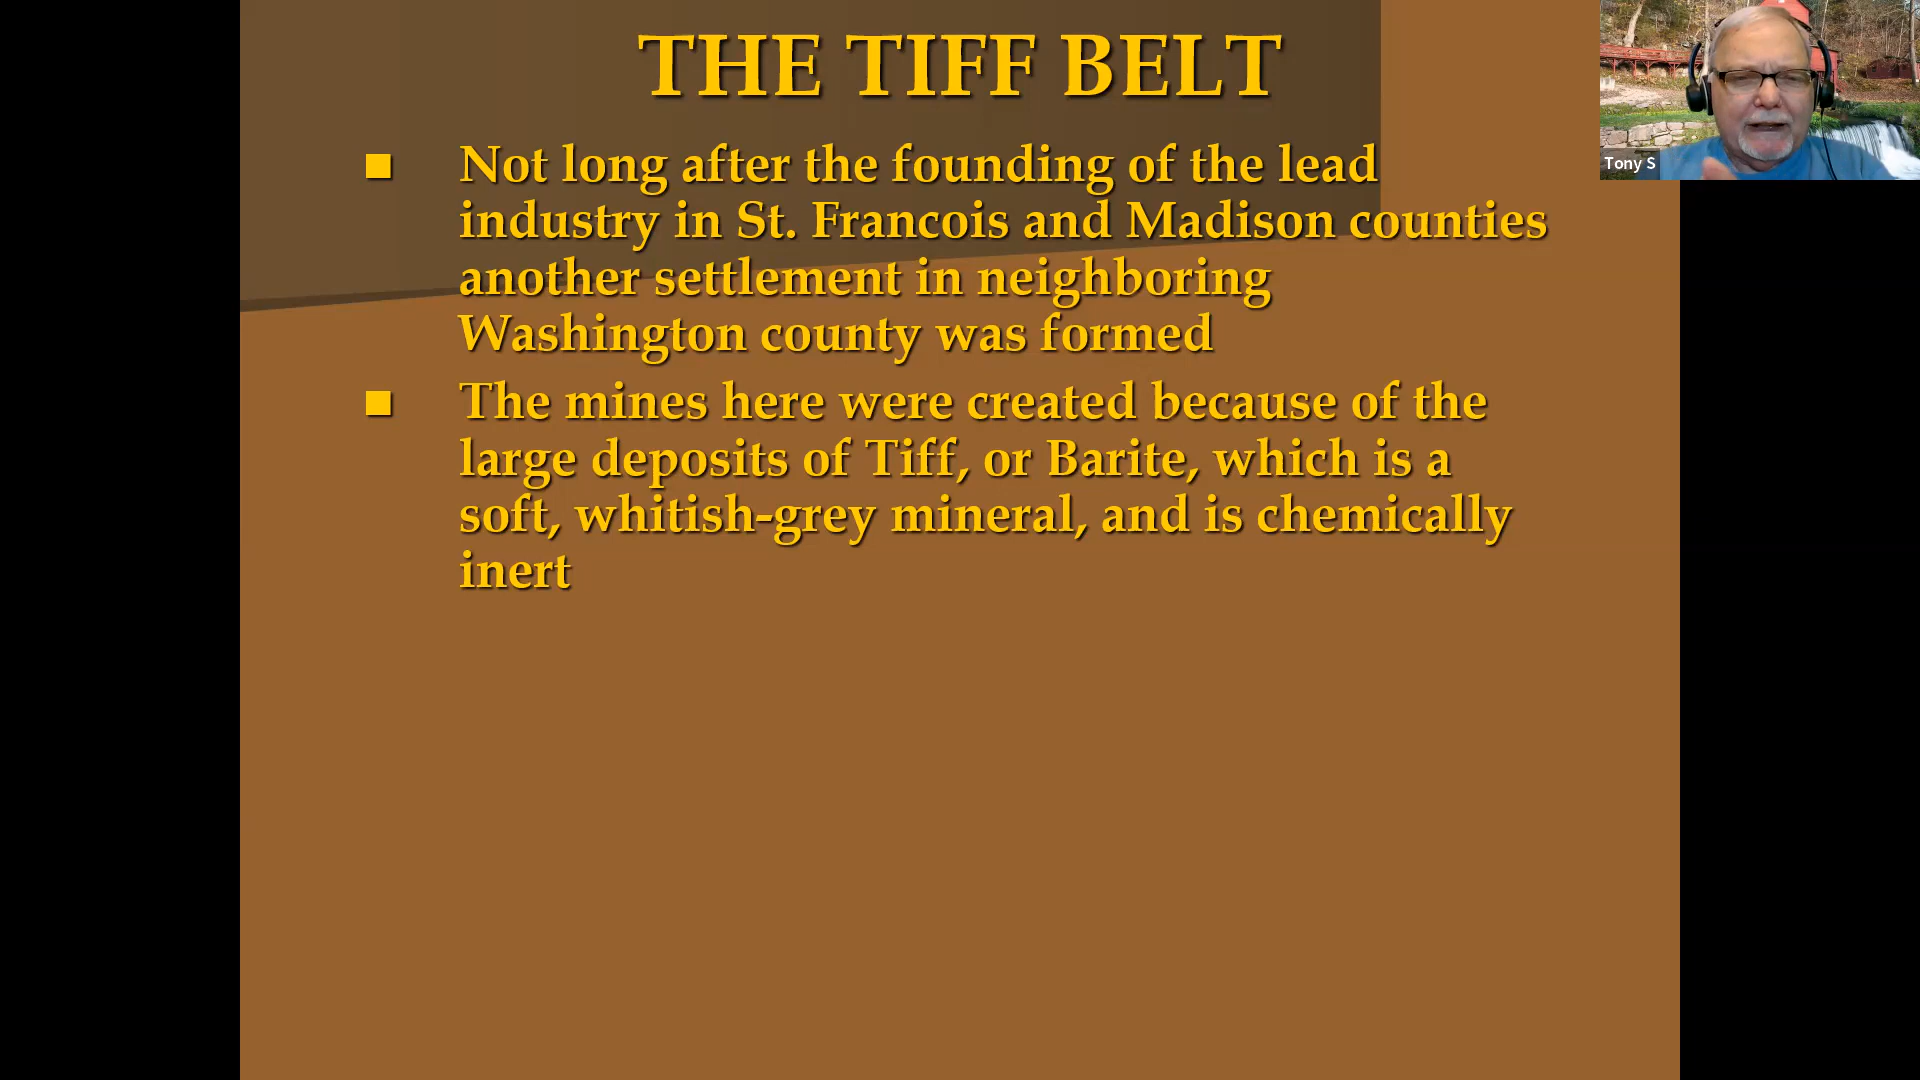 THE TIFF BELT
Not long after the founding of the lead
industry in St. Francois and Madison counties
another settlement in neighboring
Washington county was formed
The mines here were created because of the
large deposits of Tiff, or Barite, which is a
soft, whitish-grey mineral, and is chemically
inert
Tony S